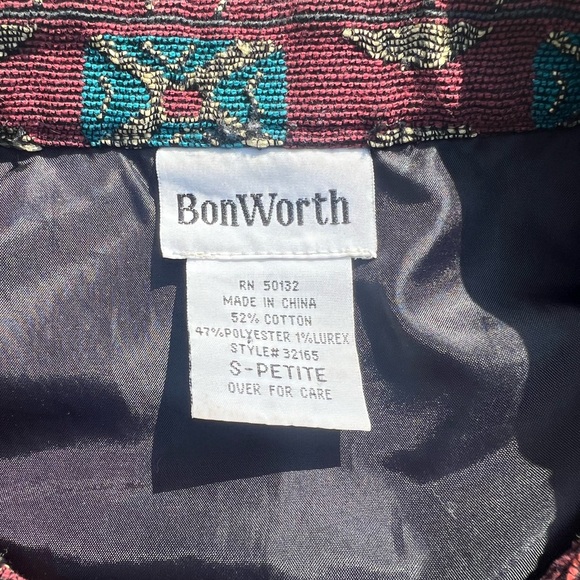 BonWorth
RN 50132
MADE IN CHINA
52% COTTON
47%POLYESTER 1%LUREX
STYLE# 32165
S-PETITE
OVER FOR CARE